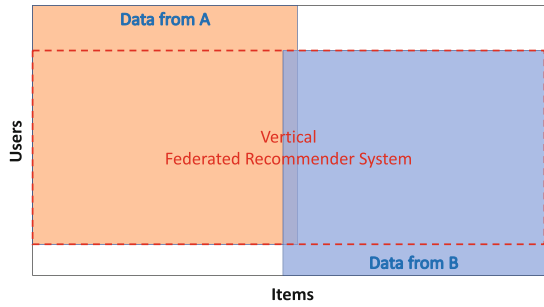 Data from A
Users
Vertical
Federated Recommender System
Data from B
Items